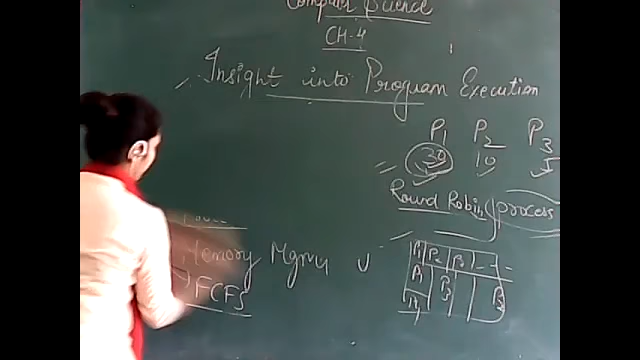 Computer Science
CH-4
Insight into Program Execution
P1 P2 P3
30 10 5
Round Robin process
Memory Mgmt
FCFS
P2 P3